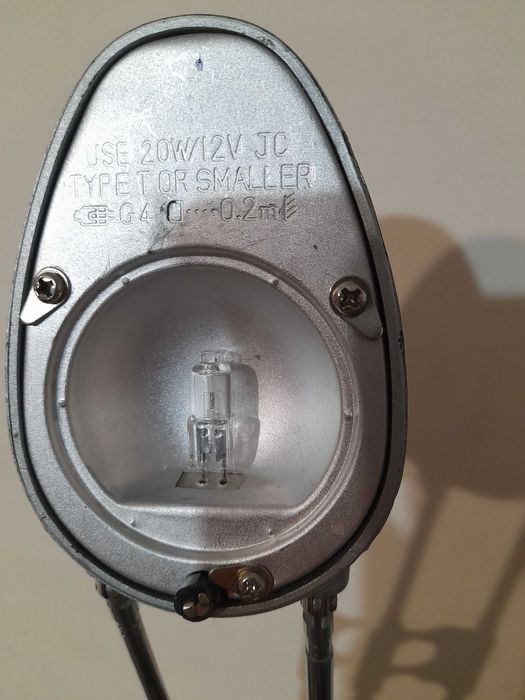 USE 20W/12V JC
TYPE T OR SMALLER
G4 0.2m